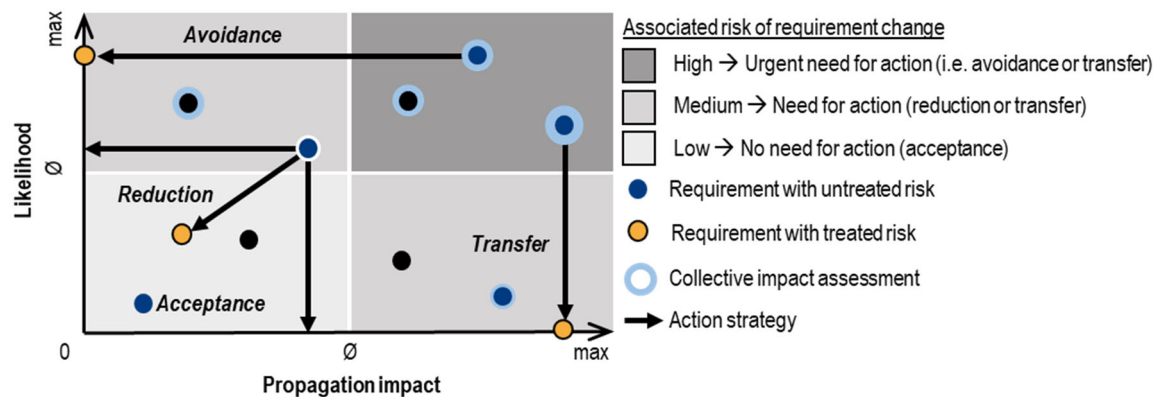 max
Avoidance
Likelihood
Ø
Reduction
Transfer
Acceptance
0
Ø
max
Propagation impact
Associated risk of requirement change
High → Urgent need for action (i.e. avoidance or transfer)
Medium → Need for action (reduction or transfer)
Low → No need for action (acceptance)
Requirement with untreated risk
Requirement with treated risk
Collective impact assessment
Action strategy